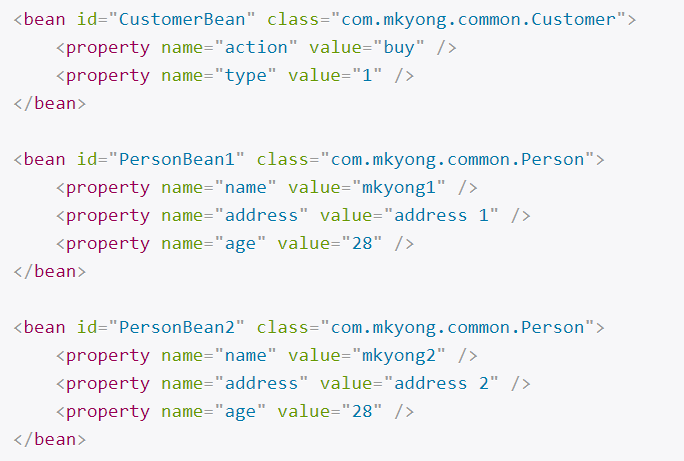 <bean id="CustomerBean" class="com.mkyong.common.Customer">
    <property name="action" value="buy" />
    <property name="type" value="1" />
</bean>

<bean id="PersonBean1" class="com.mkyong.common.Person">
    <property name="name" value="mkyong1" />
    <property name="address" value="address 1" />
    <property name="age" value="28" />
</bean>

<bean id="PersonBean2" class="com.mkyong.common.Person">
    <property name="name" value="mkyong2" />
    <property name="address" value="address 2" />
    <property name="age" value="28" />
</bean>